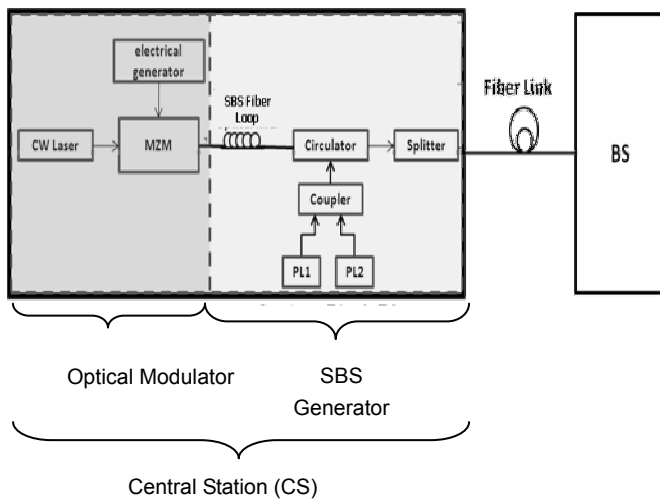 electrical
generator
SBS Fiber
Loop
Fiber Link
CW Laser
MZM
Circulator
Splitter
BS
Coupler
PL1
PL2
Optical Modulator
SBS
Generator
Central Station (CS)